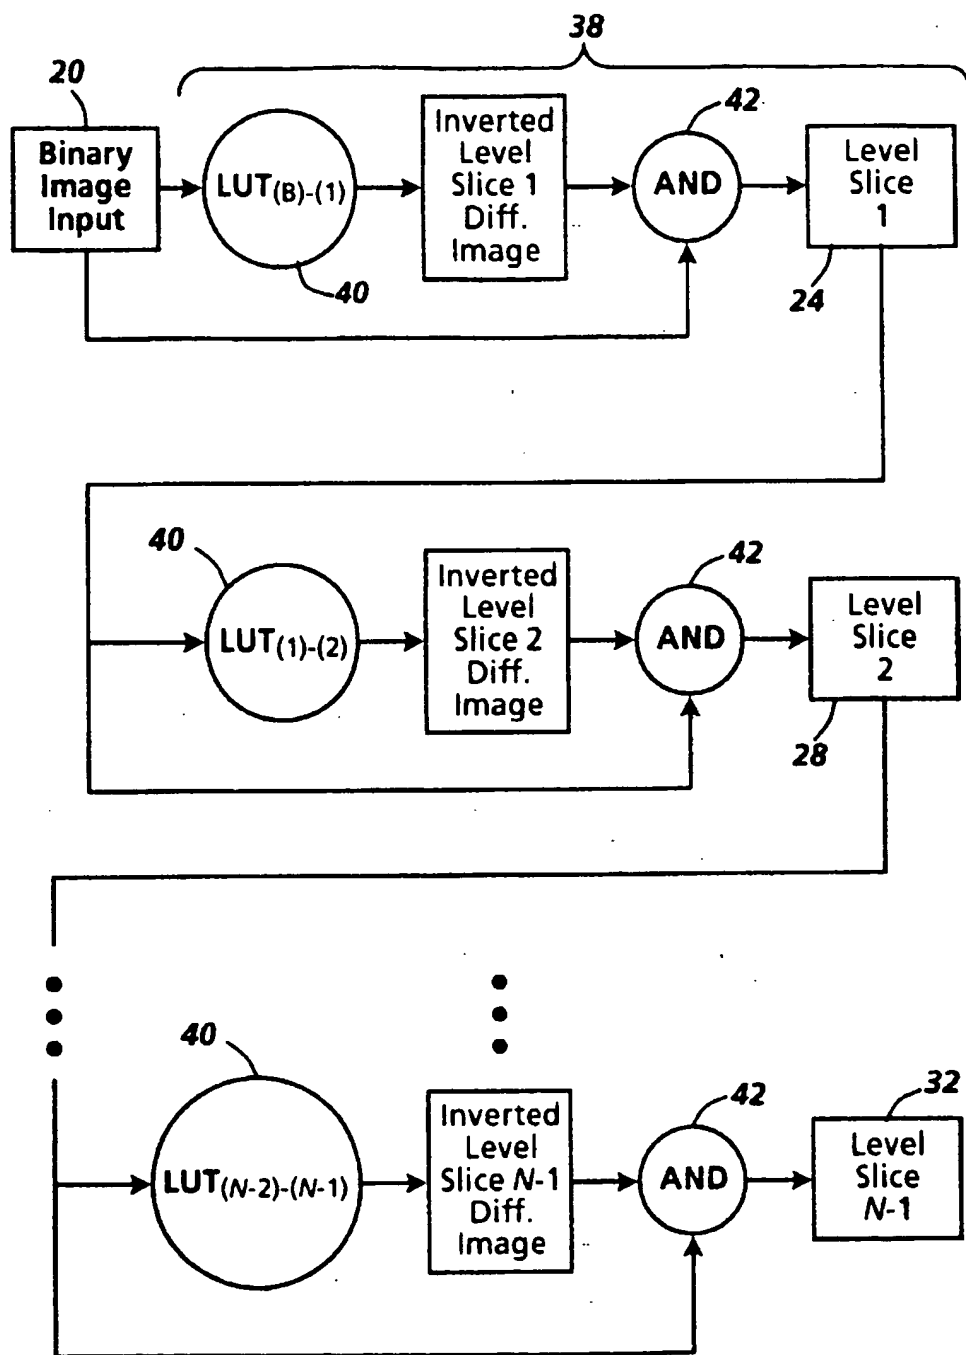 38
20
Binary
Image
Input
LUT(B)-(1)
40
Inverted
Level
Slice 1
Diff.
Image
42
AND
Level
Slice
1
24
40
LUT(1)-(2)
Inverted
Level
Slice 2
Diff.
Image
42
AND
Level
Slice
2
28
40
LUT(N-2)-(N-1)
Inverted
Level
Slice N-1
Diff.
Image
42
AND
32
Level
Slice
N-1